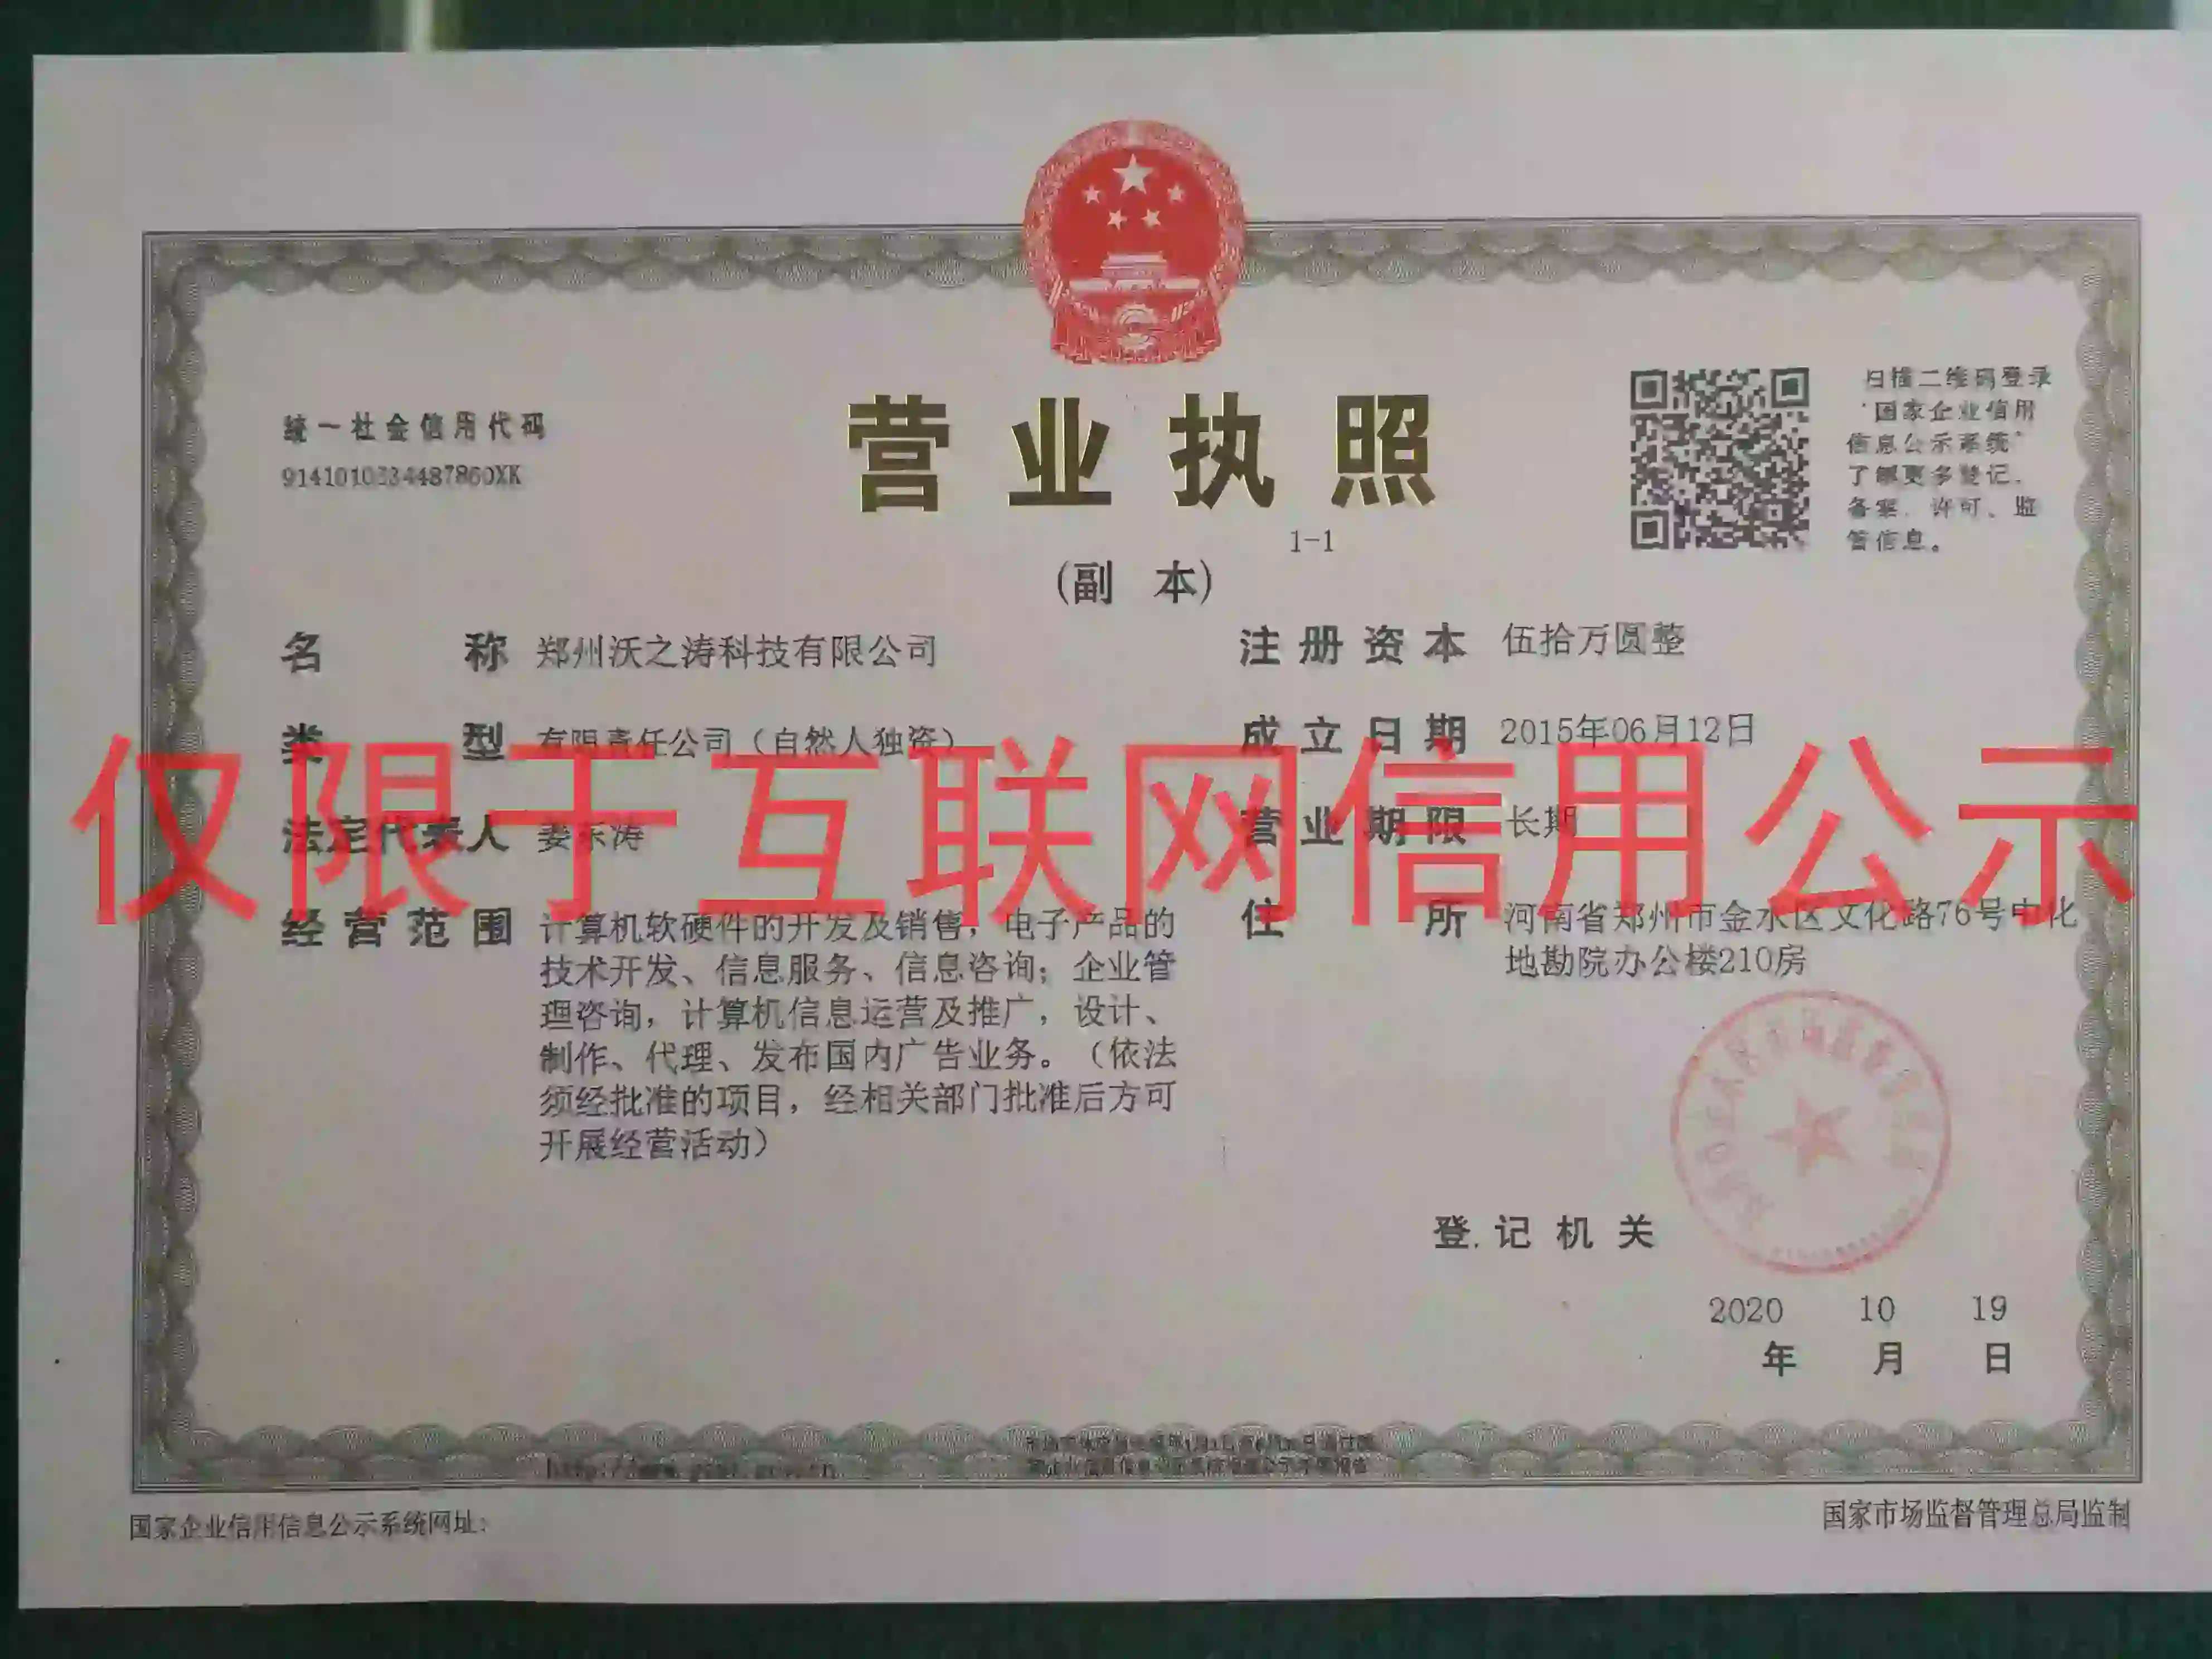 统一社会信用代码
营业执照
1-1
(副 本)
扫描二维码登录
"国家企业信用
信息公示系统"
了解更多登记、
备案、许可、监
管信息。
名 称 郑州沃之涛科技有限公司
类 型 有限责任公司（自然人独资）
法定代表人 娄东涛
经营范围 计算机软硬件的开发及销售，电子产品的
技术开发、信息服务、信息咨询；企业管
理咨询，计算机信息运营及推广，设计、
制作、代理、发布国内广告业务。（依法
须经批准的项目，经相关部门批准后方可
开展经营活动）
注册资本 伍拾万圆整
成立日期 2015年06月12日
营业期限 长期
住 所 河南省郑州市金水区文化路76号中化
地勘院办公楼210房
仅限于互联网信用公示
登记机关
2020 10 19
年 月 日
国家企业信用信息公示系统网址：
国家市场监督管理总局监制